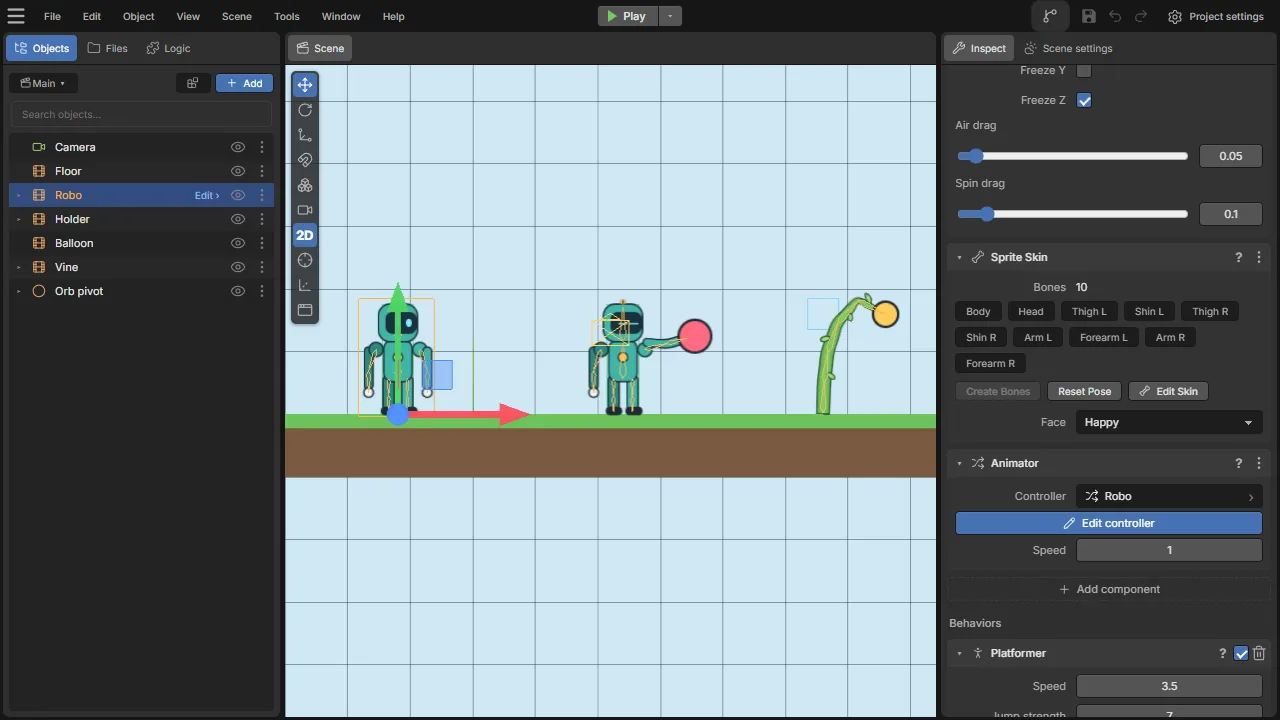 File Edit Object View Scene Tools Window Help
Play
Project settings
Objects Files Logic
Main
Add
Search objects...
Camera
Floor
Robo Edit ›
Holder
Balloon
Vine
Orb pivot
Scene
2D
Inspect Scene settings
Freeze Y
Freeze Z
Air drag
0.05
Spin drag
0.1
Sprite Skin ?
Bones 10
Body Head Thigh L Shin L Thigh R
Shin R Arm L Forearm L Arm R
Forearm R
Create Bones Reset Pose Edit Skin
Face Happy
Animator ?
Controller Robo ›
Edit controller
Speed 1
+ Add component
Behaviors
Platformer ?
Speed 3.5
Jump strength 7